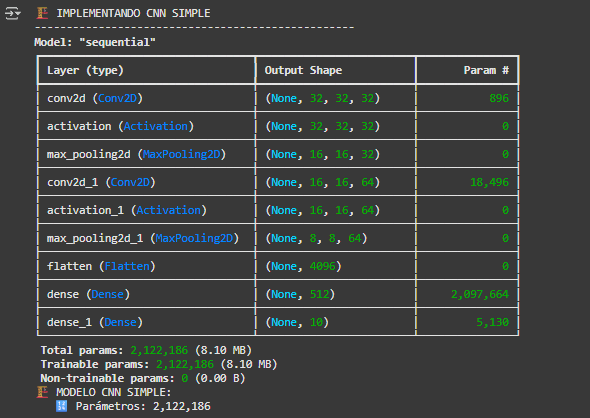 IMPLEMENTANDO CNN SIMPLE
--------------------------------------------------
Model: "sequential"
Layer (type) Output Shape Param #
conv2d (Conv2D) (None, 32, 32, 32) 896
activation (Activation) (None, 32, 32, 32) 0
max_pooling2d (MaxPooling2D) (None, 16, 16, 32) 0
conv2d_1 (Conv2D) (None, 16, 16, 64) 18,496
activation_1 (Activation) (None, 16, 16, 64) 0
max_pooling2d_1 (MaxPooling2D) (None, 8, 8, 64) 0
flatten (Flatten) (None, 4096) 0
dense (Dense) (None, 512) 2,097,664
dense_1 (Dense) (None, 10) 5,130
Total params: 2,122,186 (8.10 MB)
Trainable params: 2,122,186 (8.10 MB)
Non-trainable params: 0 (0.00 B)
MODELO CNN SIMPLE:
🔢 Parámetros: 2,122,186